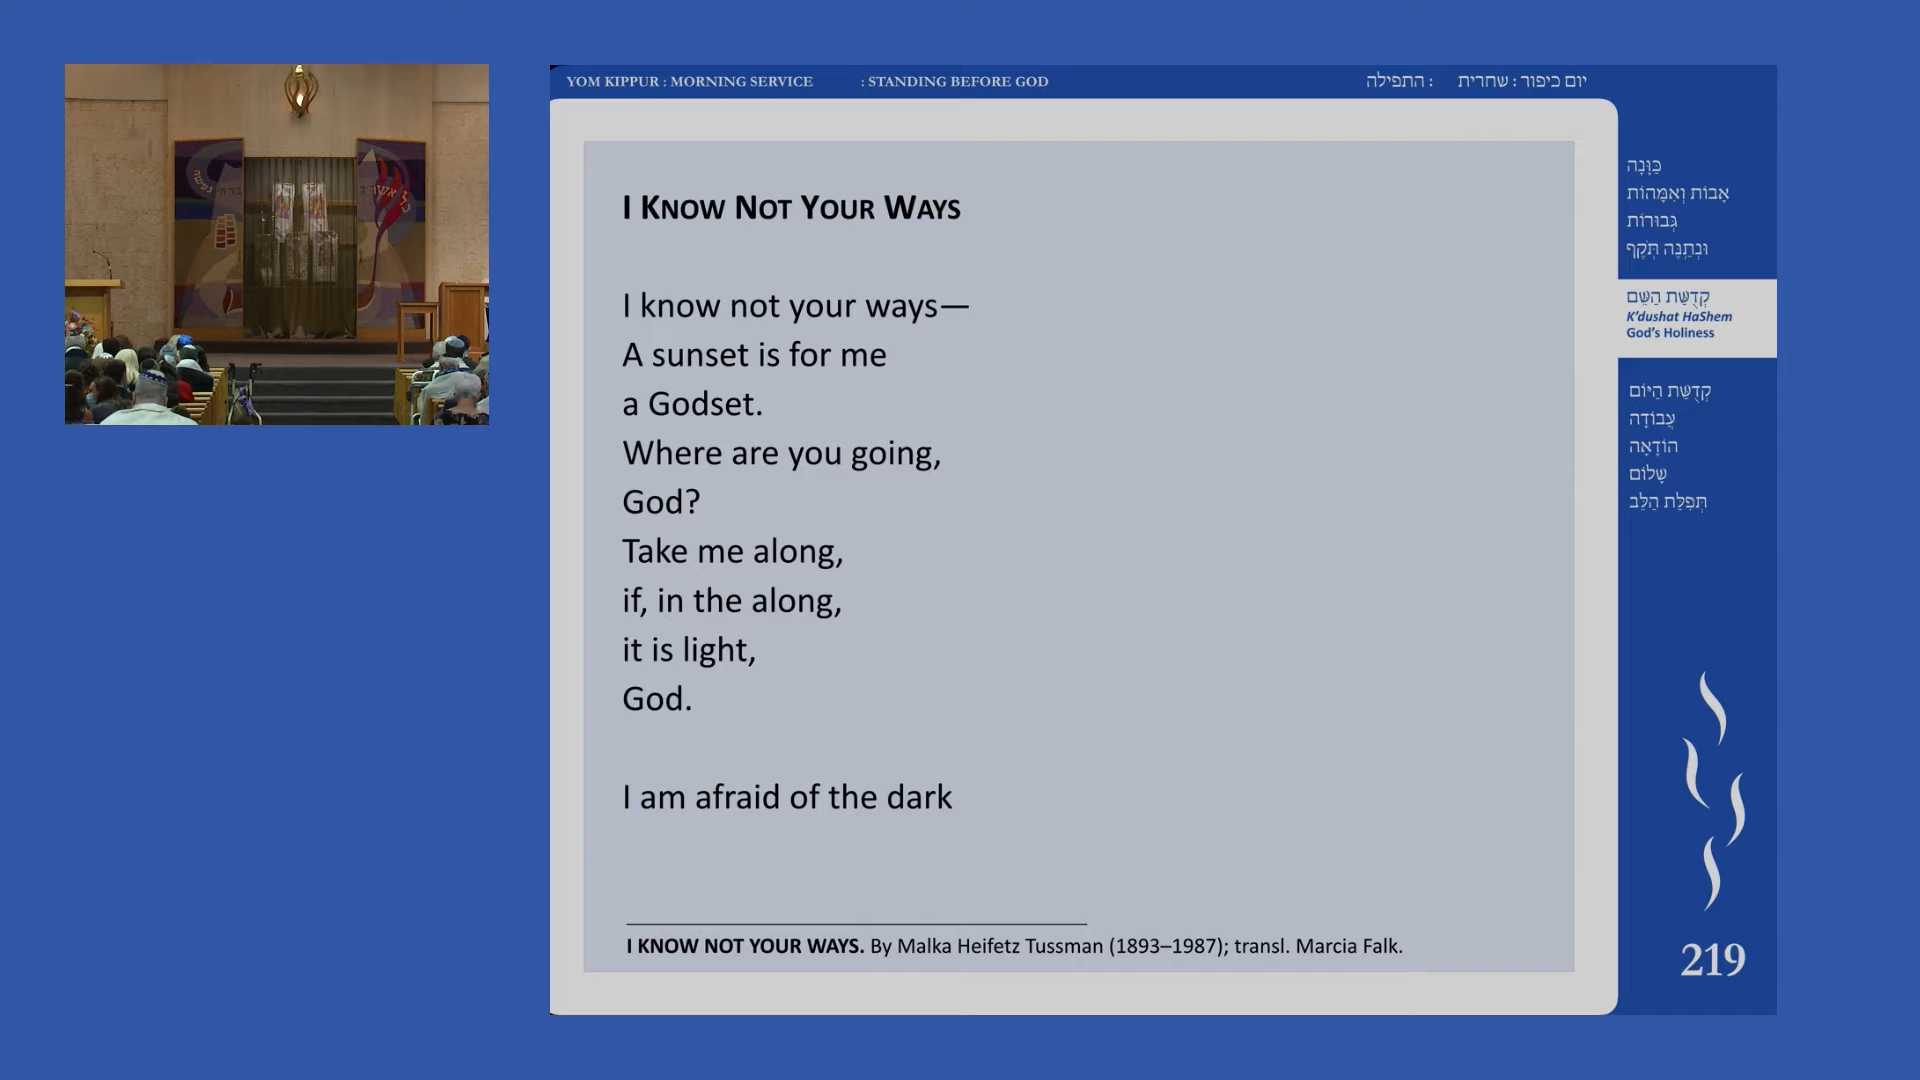 YOM KIPPUR : MORNING SERVICE : STANDING BEFORE GOD
יום כיפור : שחרית : התפילה
I KNOW NOT YOUR WAYS
I know not your ways—
A sunset is for me
a Godset.
Where are you going,
God?
Take me along,
if, in the along,
it is light,
God.
I am afraid of the dark
I KNOW NOT YOUR WAYS. By Malka Heifetz Tussman (1893–1987); transl. Marcia Falk.
כַּוָּנָה
אָבוֹת וְאִמָּהוֹת
גְּבוּרוֹת
וּנְתַנֶּה תְּקֶף
קְדֻשַּׁת הַשֵּׁם
K'dushat HaShem
God's Holiness
קְדֻשַּׁת הַיּוֹם
עֲבוֹדָה
הוֹדָאָה
שָׁלוֹם
תְּפִלַּת הַלֵּב
219